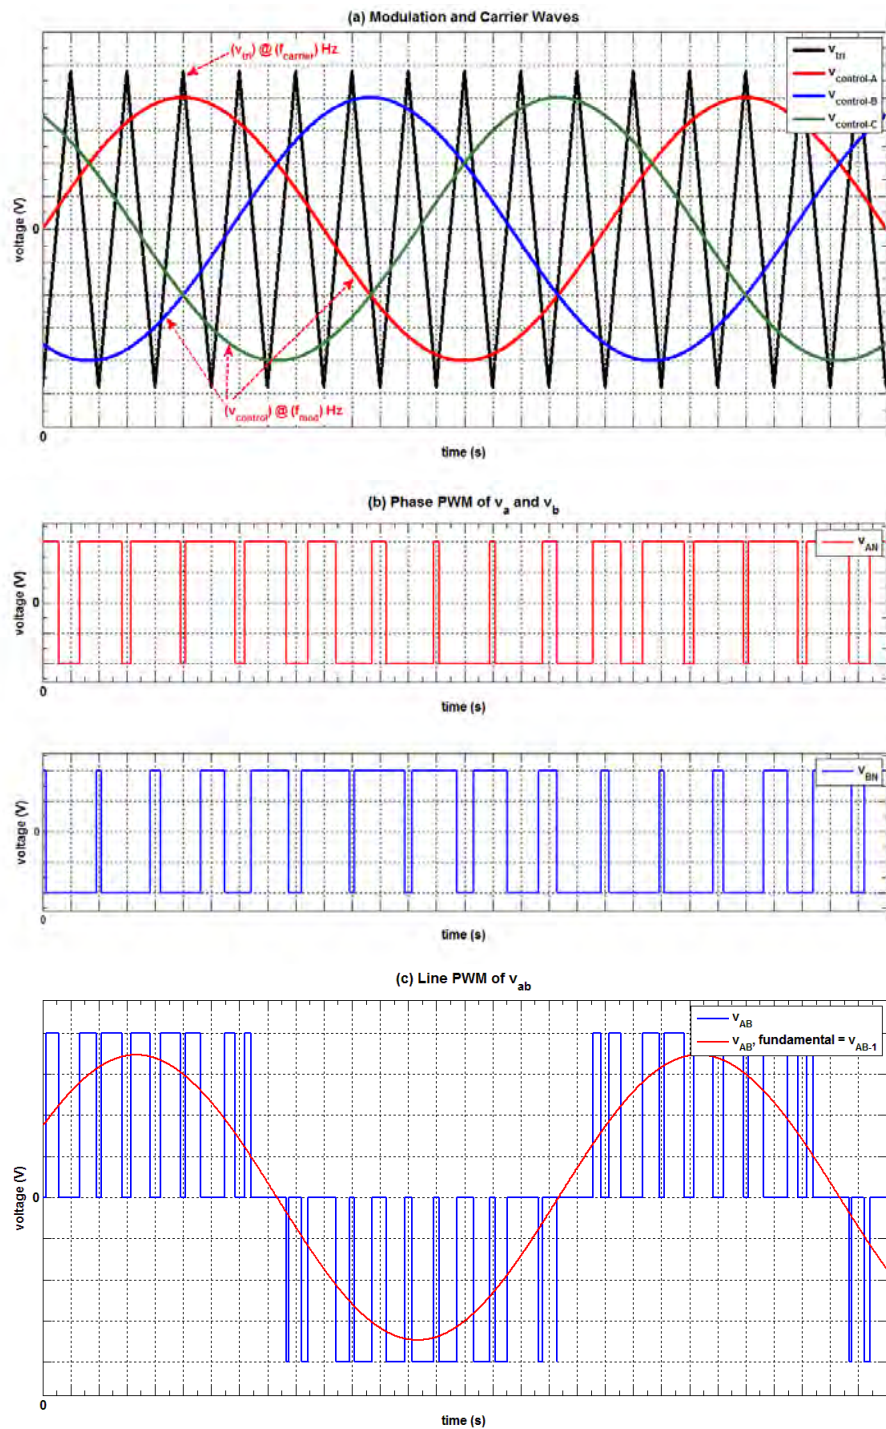 (a) Modulation and Carrier Waves
(v_tri) @ (f_carrier) Hz
v_tri
v_control-A
v_control-B
v_control-C
voltage (V)
0
(v_control) @ (f_mod) Hz
0
time (s)
(b) Phase PWM of v_a and v_b
v_AN
voltage (V)
0
0
time (s)
v_BN
voltage (V)
0
0
time (s)
(c) Line PWM of v_ab
v_AB
v_AB, fundamental = v_AB-1
voltage (V)
0
0
time (s)